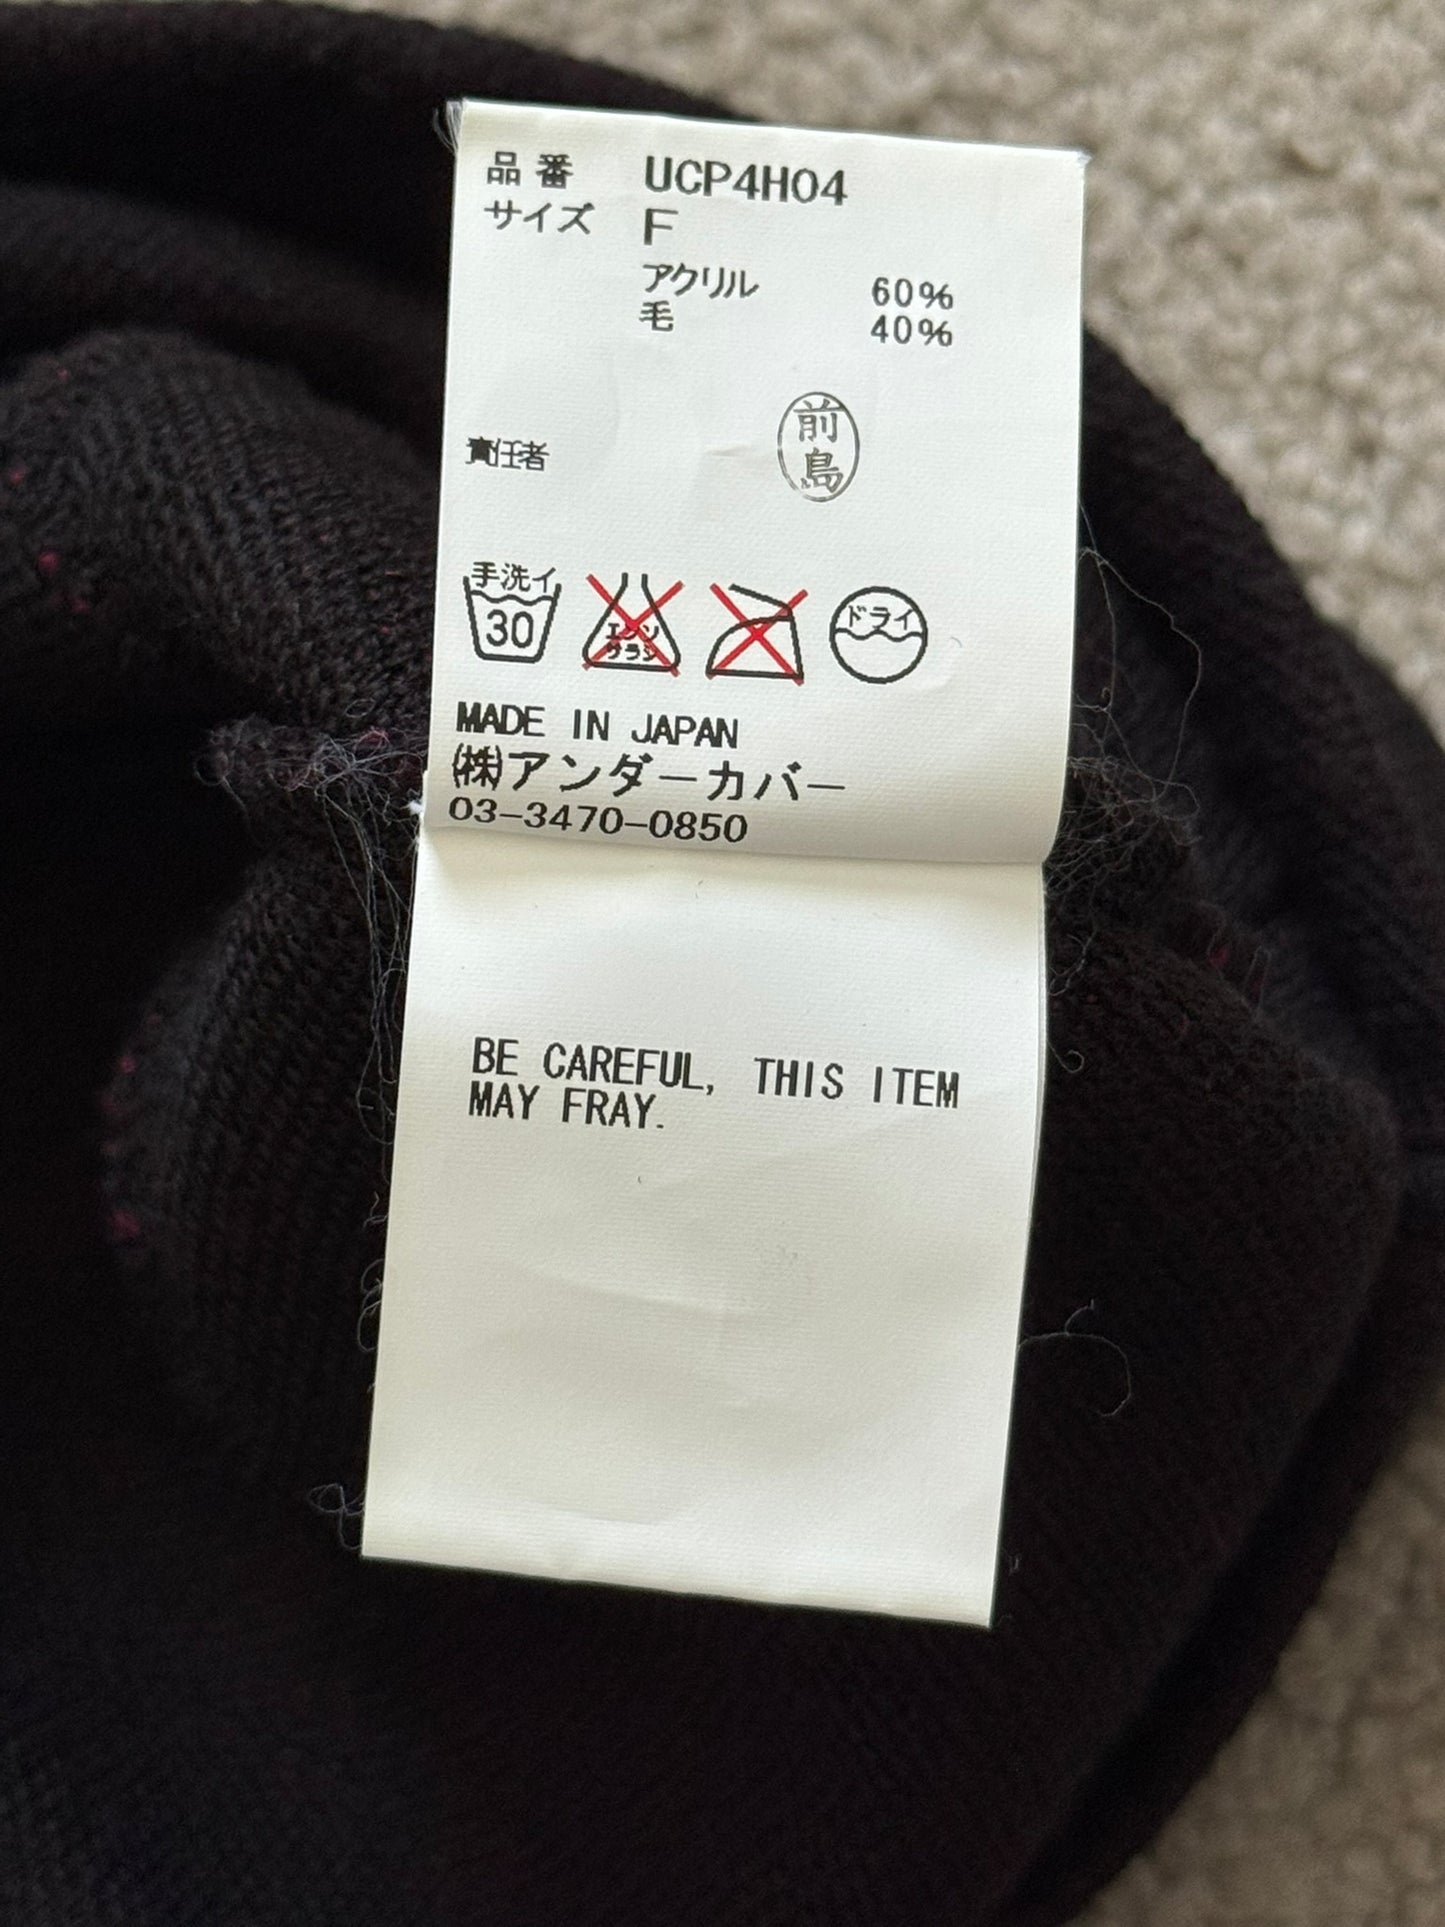 品番 UCP4H04
サイズ F
アクリル 60%
毛 40%
責任者 前島
手洗イ
30
エンソ
サラシ
ドライ
MADE IN JAPAN
(株)アンダーカバー
03-3470-0850
BE CAREFUL, THIS ITEM
MAY FRAY.